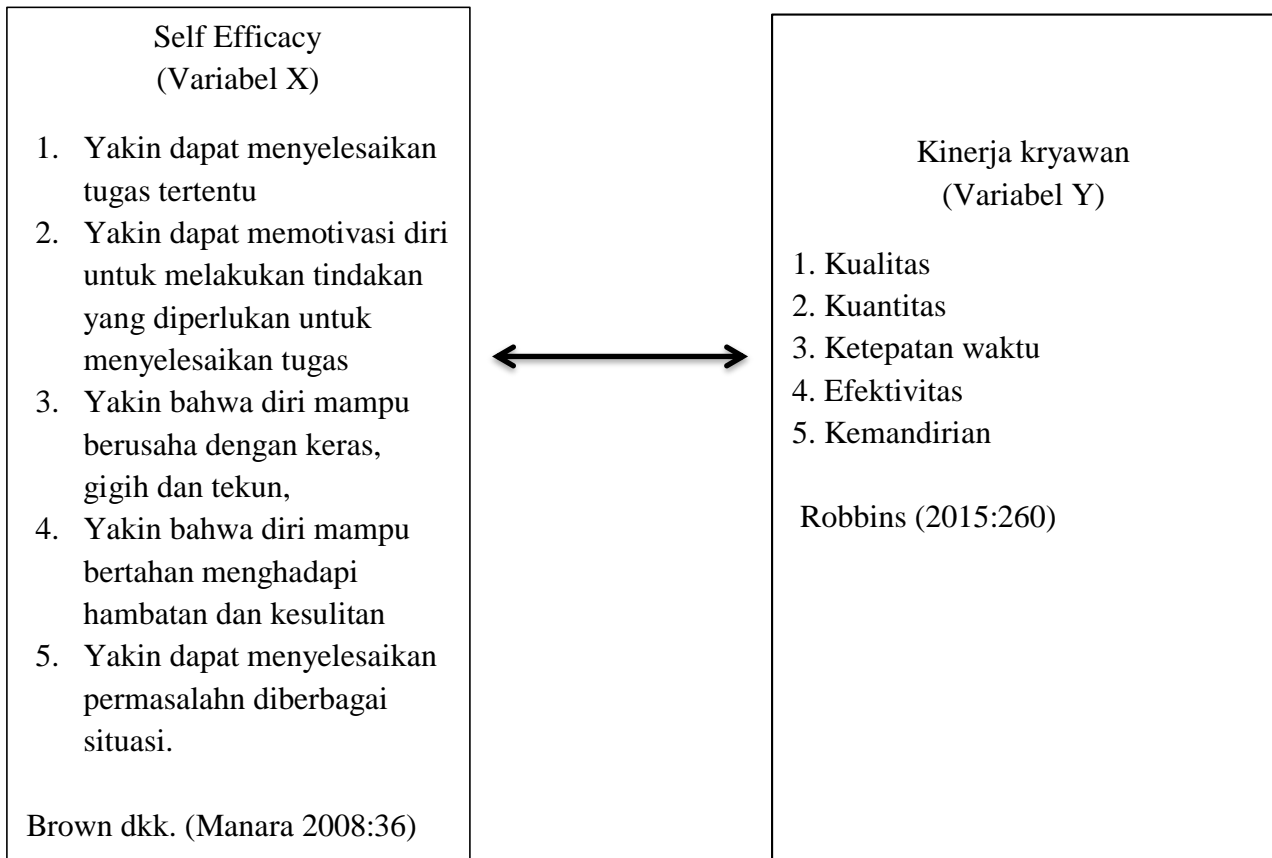 Self Efficacy
(Variabel X)
1. Yakin dapat menyelesaikan
tugas tertentu
2. Yakin dapat memotivasi diri
untuk melakukan tindakan
yang diperlukan untuk
menyelesaikan tugas
3. Yakin bahwa diri mampu
berusaha dengan keras,
gigih dan tekun,
4. Yakin bahwa diri mampu
bertahan menghadapi
hambatan dan kesulitan
5. Yakin dapat menyelesaikan
permasalahn diberbagai
situasi.
Brown dkk. (Manara 2008:36)
Kinerja kryawan
(Variabel Y)
1. Kualitas
2. Kuantitas
3. Ketepatan waktu
4. Efektivitas
5. Kemandirian
Robbins (2015:260)